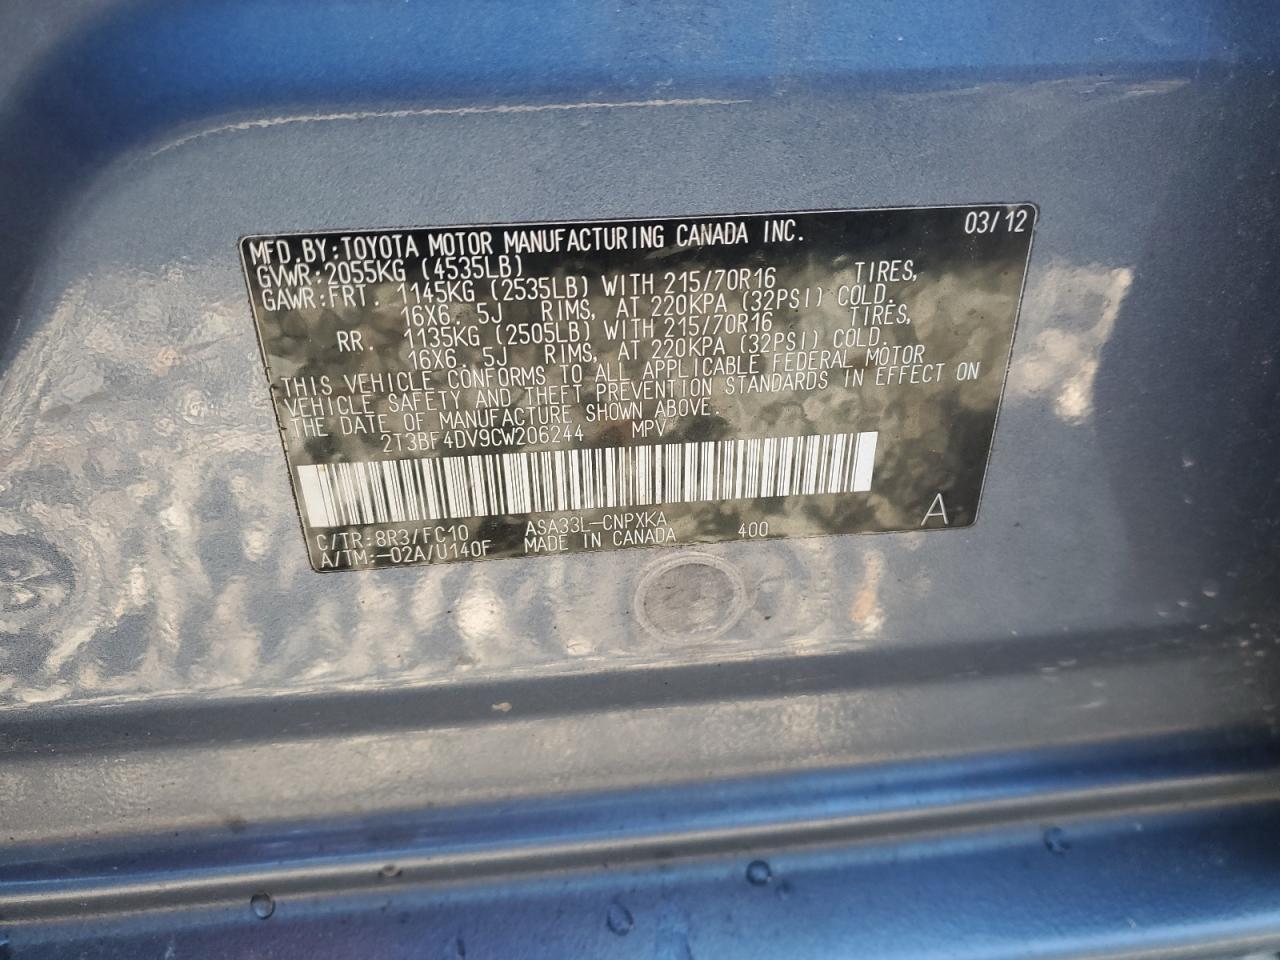 MFD.BY:TOYOTA MOTOR MANUFACTURING CANADA INC. 03/12
GVWR:2055KG (4535LB)
GAWR:FRT. 1145KG (2535LB) WITH 215/70R16 TIRES,
16X6.5J RIMS, AT 220KPA (32PSI) COLD.
RR. 1135KG (2505LB) WITH 215/70R16 TIRES,
16X6.5J RIMS, AT 220KPA (32PSI) COLD.
THIS VEHICLE CONFORMS TO ALL APPLICABLE FEDERAL MOTOR
VEHICLE SAFETY AND THEFT PREVENTION STANDARDS IN EFFECT ON
THE DATE OF MANUFACTURE SHOWN ABOVE.
2T3BF4DV9CW206244 MPV
C/TR:8R3/FC10 ASA33L-CNPXKA 400 A
A/TM:-02A/U140F MADE IN CANADA